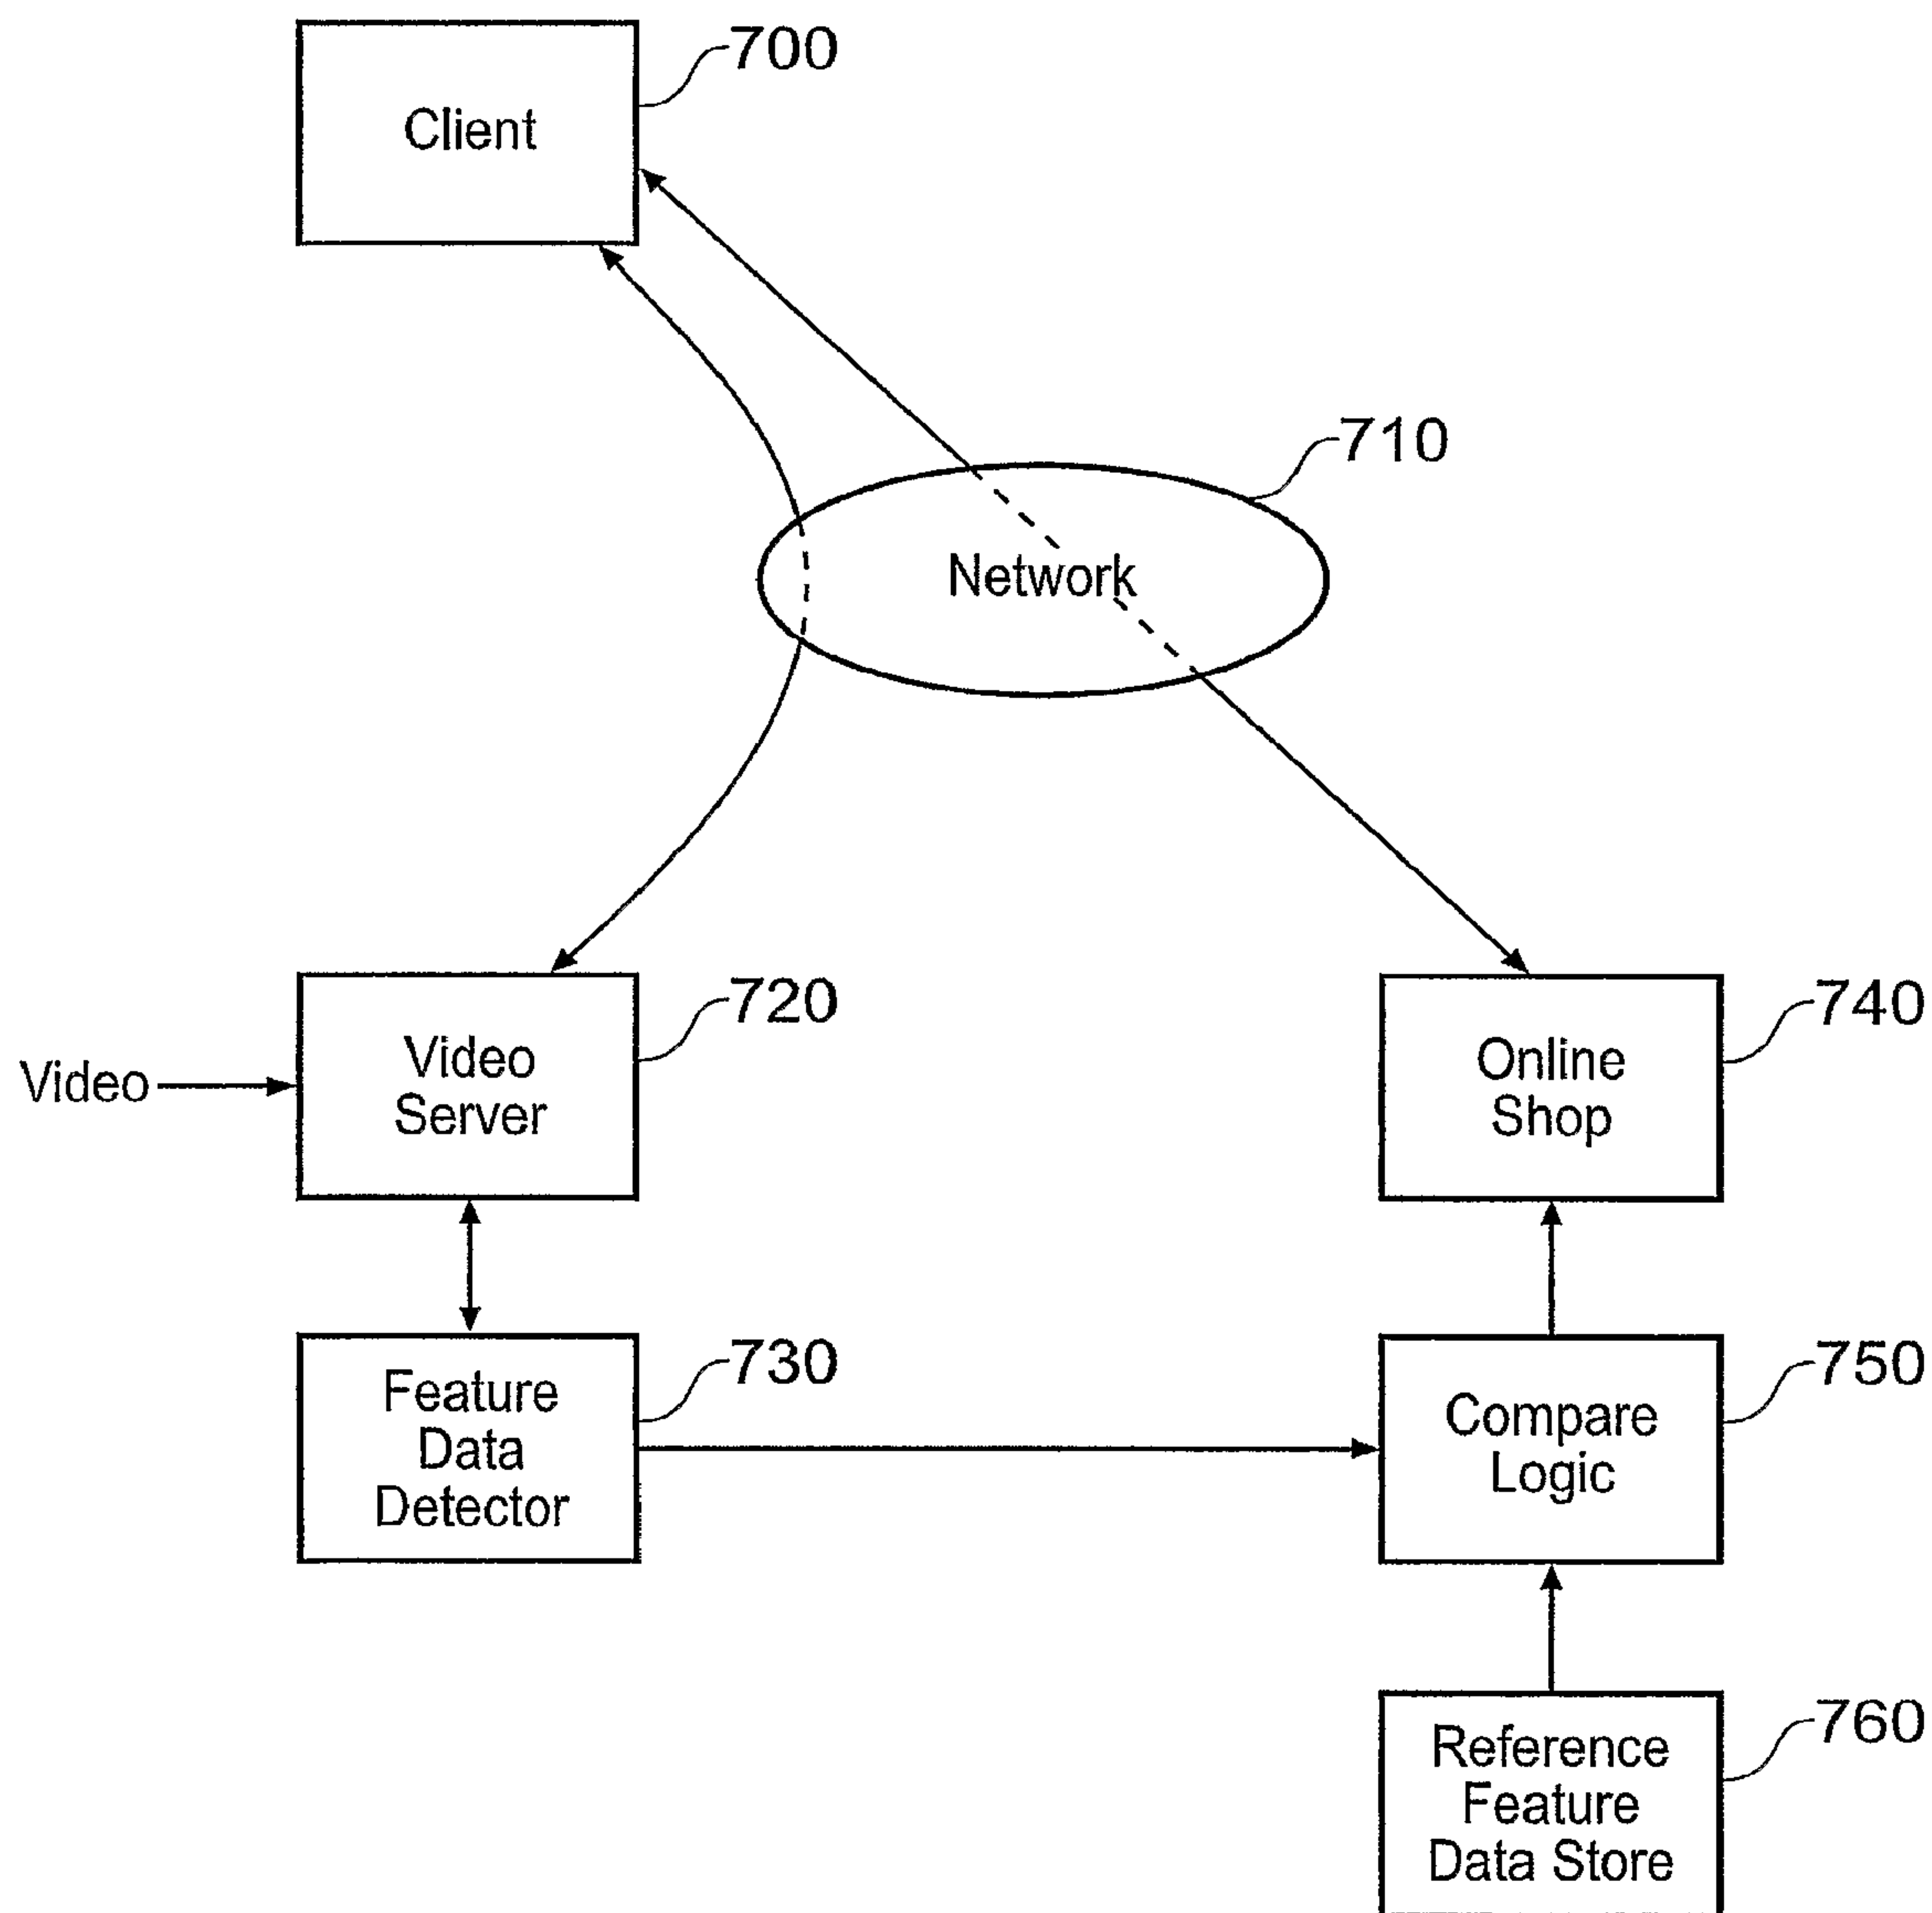 700
Client
710
Network
720
Video
Server
Video
740
Online
Shop
730
Feature
Data
Detector
750
Compare
Logic
760
Reference
Feature
Data Store